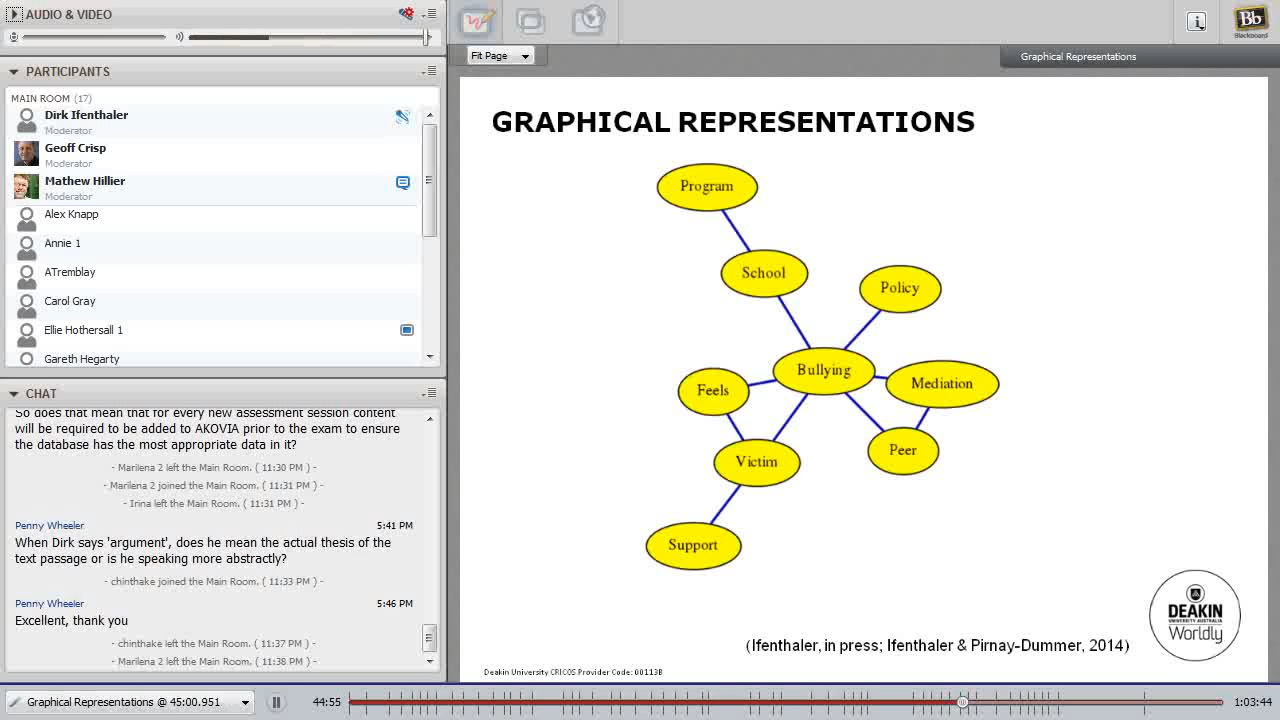 AUDIO & VIDEO
PARTICIPANTS
MAIN ROOM (17)
Dirk Ifenthaler
Moderator
Geoff Crisp
Moderator
Mathew Hillier
Moderator
Alex Knapp
Annie 1
ATremblay
Carol Gray
Ellie Hothersall 1
Gareth Hegarty
CHAT
So does that mean that for every new assessment session content
will be required to be added to AKOVIA prior to the exam to ensure
the database has the most appropriate data in it?
- Marilena 2 left the Main Room. ( 11:30 PM ) -
- Marilena 2 joined the Main Room. ( 11:31 PM ) -
- Irina left the Main Room. ( 11:31 PM ) -
Penny Wheeler 5:41 PM
When Dirk says 'argument', does he mean the actual thesis of the
text passage or is he speaking more abstractly?
- chinthake joined the Main Room. ( 11:33 PM ) -
Penny Wheeler 5:46 PM
Excellent, thank you
- chinthake left the Main Room. ( 11:37 PM ) -
- Marilena 2 left the Main Room. ( 11:38 PM ) -
Graphical Representations @ 45:00.951
44:55
1:03:44
Bb
Blackboard
Fit Page
Graphical Representations
GRAPHICAL REPRESENTATIONS
Program
School
Policy
Bullying
Mediation
Feels
Peer
Victim
Support
(Ifenthaler, in press; Ifenthaler & Pirnay-Dummer, 2014)
DEAKIN
UNIVERSITY AUSTRALIA
Worldly
Deakin University CRICOS Provider Code: 00113B